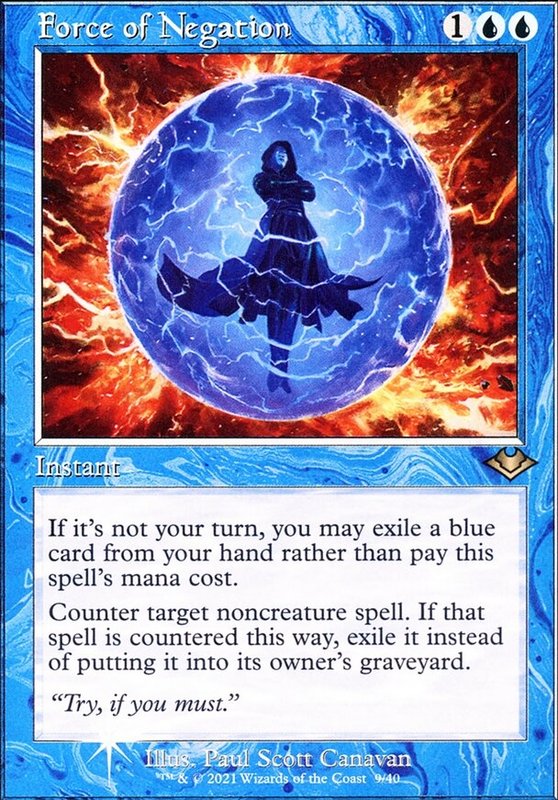 Force of Negation 1
Instant
If it's not your turn, you may exile a blue
card from your hand rather than pay this
spell's mana cost.
Counter target noncreature spell. If that
spell is countered this way, exile it instead
of putting it into its owner's graveyard.
“Try, if you must.”
Illus. Paul Scott Canavan
™ & © 2021 Wizards of the Coast 9/40